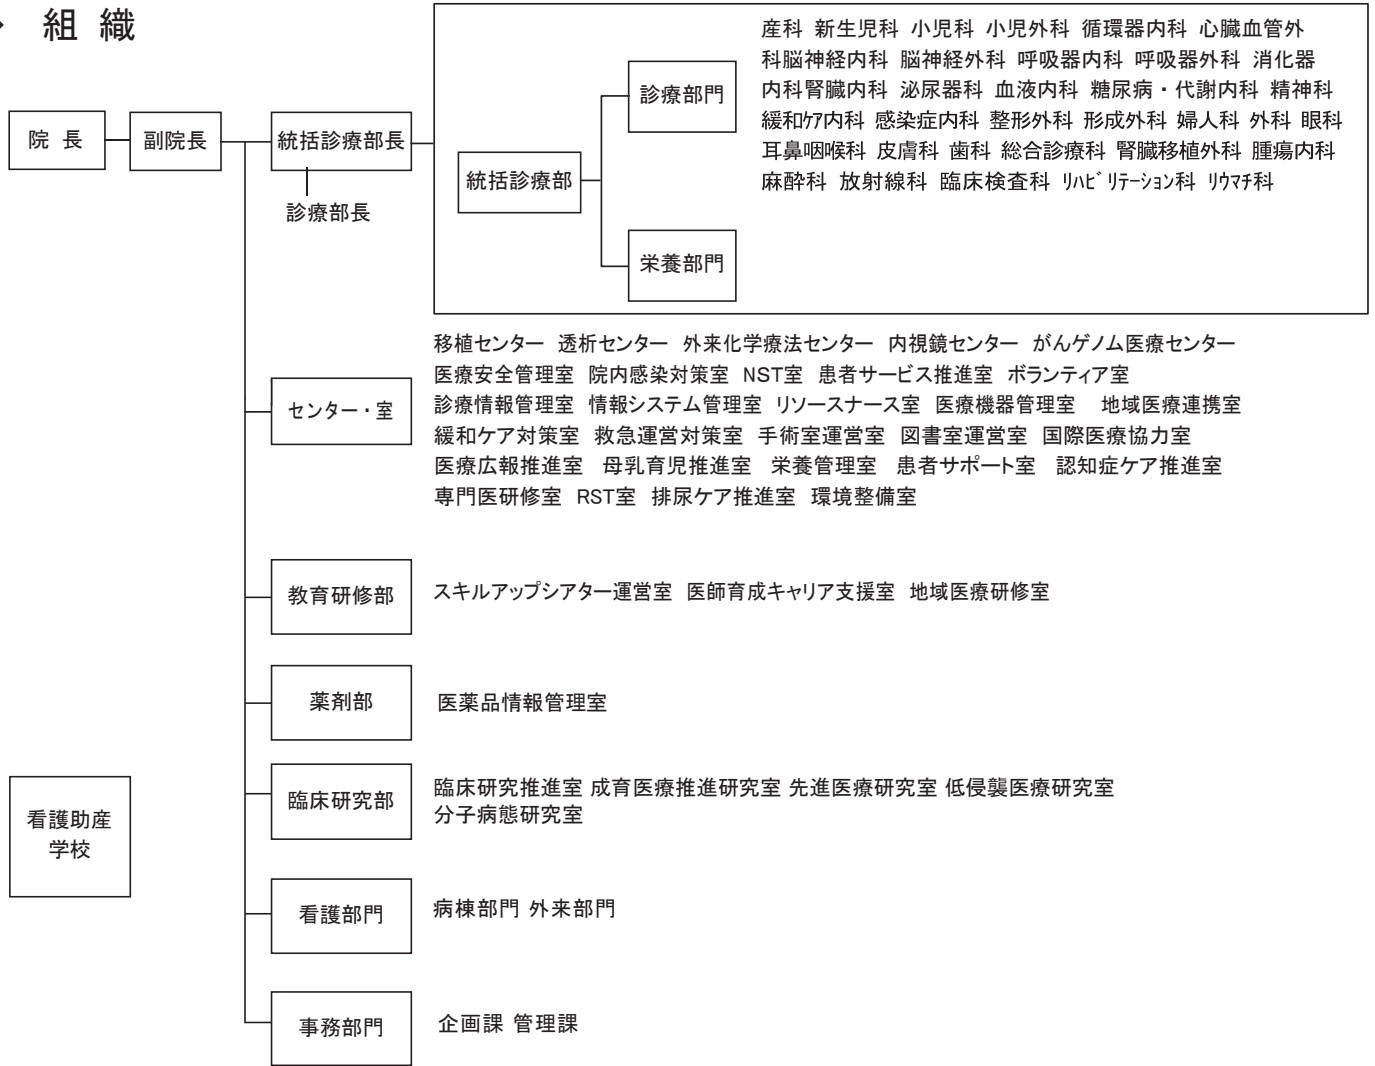 組 織
院 長
副院長
統括診療部長
診療部長
統括診療部
診療部門
栄養部門
産科 新生児科 小児科 小児外科 循環器内科 心臓血管外
科脳神経内科 脳神経外科 呼吸器内科 呼吸器外科 消化器
内科腎臓内科 泌尿器科 血液内科 糖尿病・代謝内科 精神科
緩和ｹｱ内科 感染症内科 整形外科 形成外科 婦人科 外科 眼科
耳鼻咽喉科 皮膚科 歯科 総合診療科 腎臓移植外科 腫瘍内科
麻酔科 放射線科 臨床検査科 ﾘﾊﾋﾞﾘﾃｰｼｮﾝ科 ﾘｳﾏﾁ科
センター・室
移植センター 透析センター 外来化学療法センター 内視鏡センター がんゲノム医療センター
医療安全管理室 院内感染対策室 NST室 患者サービス推進室 ボランティア室
診療情報管理室 情報システム管理室 リソースナース室 医療機器管理室 地域医療連携室
緩和ケア対策室 救急運営対策室 手術室運営室 図書室運営室 国際医療協力室
医療広報推進室 母乳育児推進室 栄養管理室 患者サポート室 認知症ケア推進室
専門医研修室 RST室 排尿ケア推進室 環境整備室
教育研修部
スキルアップシアター運営室 医師育成キャリア支援室 地域医療研修室
薬剤部
医薬品情報管理室
臨床研究部
臨床研究推進室 成育医療推進研究室 先進医療研究室 低侵襲医療研究室
分子病態研究室
看護助産
学校
看護部門
病棟部門 外来部門
事務部門
企画課 管理課